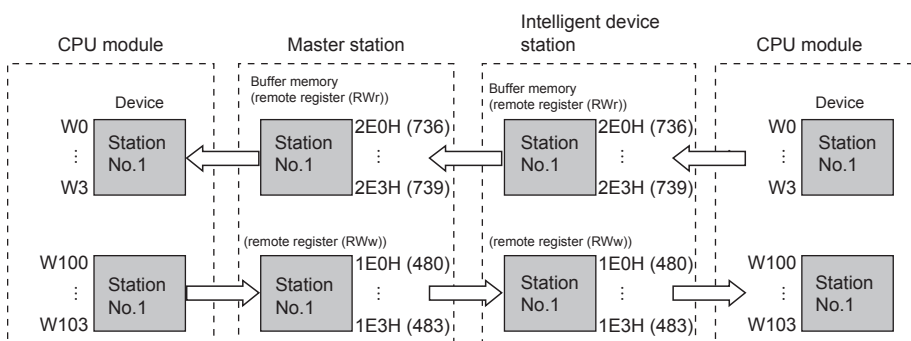 CPU module
Master station
Intelligent device
station
CPU module
Device
Buffer memory
(remote register (RWr))
Buffer memory
(remote register (RWr))
Device
W0
⋮
W3
Station
No.1
Station
No.1
2E0H (736)
⋮
2E3H (739)
Station
No.1
2E0H (736)
⋮
2E3H (739)
W0
⋮
W3
Station
No.1
(remote register (RWw))
(remote register (RWw))
W100
⋮
W103
Station
No.1
Station
No.1
1E0H (480)
⋮
1E3H (483)
Station
No.1
1E0H (480)
⋮
1E3H (483)
W100
⋮
W103
Station
No.1